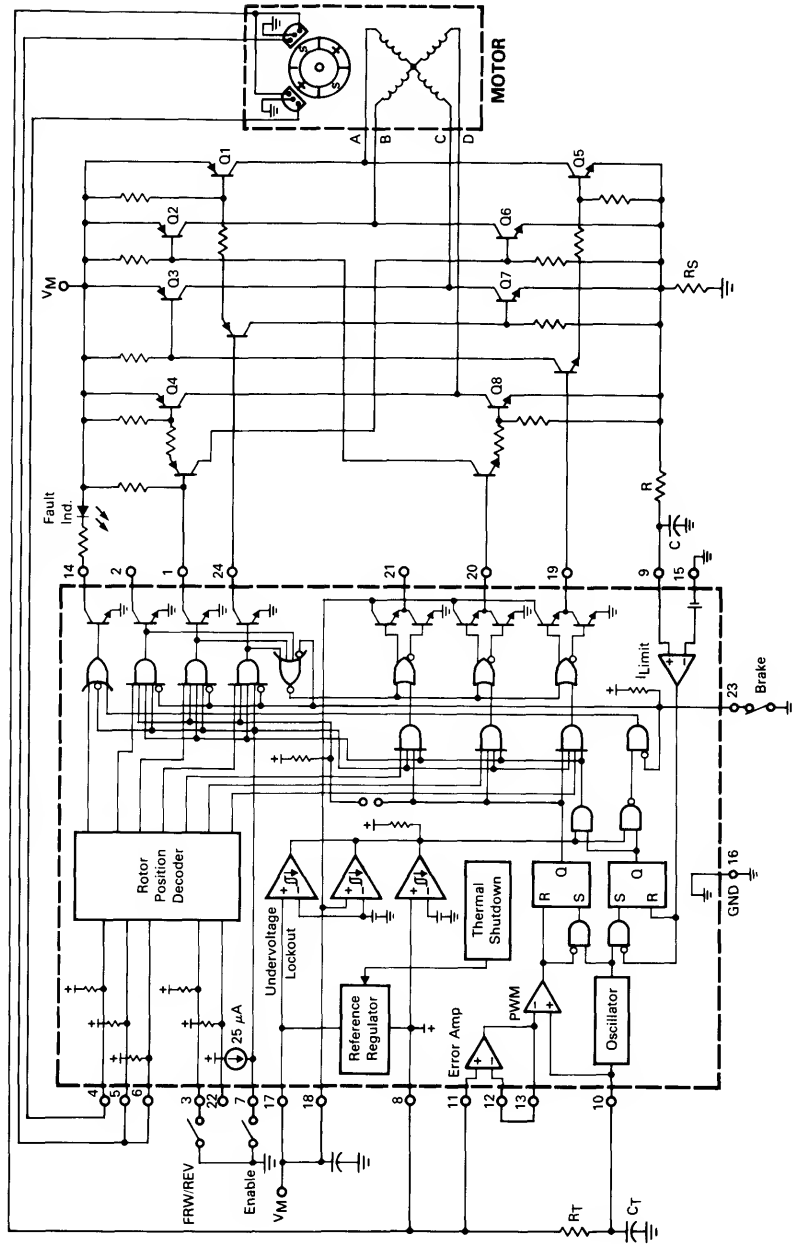 4
5
6
3
22
7
17
18
8
11
12
13
10
FRW/REV
Enable
VM
RT
CT
Rotor
Position
Decoder
25 μA
Undervoltage
Lockout
Reference
Regulator
Thermal
Shutdown
Error Amp
PWM
Oscillator
R
Q
S
S
Q
R
ILimit
GND
16
23
Brake
14
2
1
24
21
20
19
9
15
Fault
Ind.
R
C
VM
Q4
Q3
Q2
Q1
Q8
Q7
Q6
Q5
RS
A
B
C
D
MOTOR
S
N
S
N